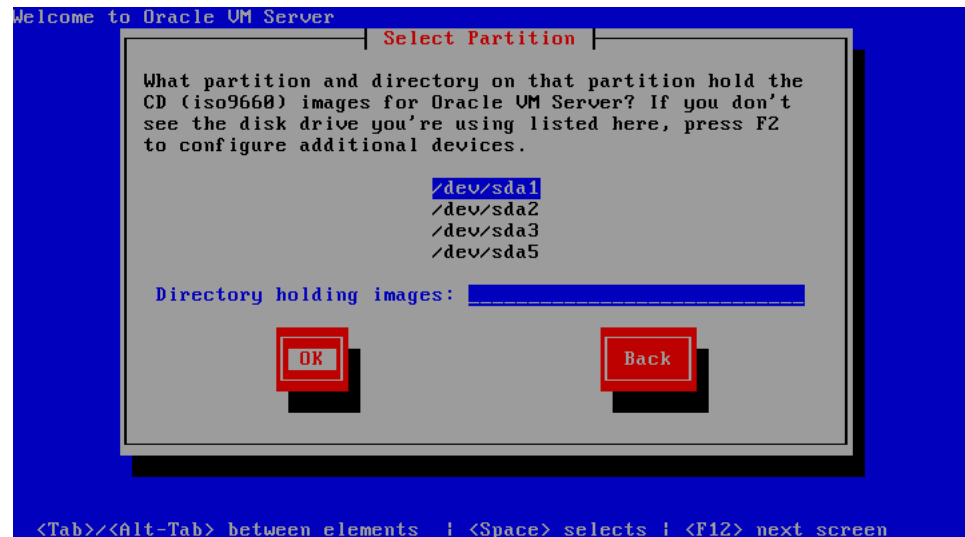 Welcome to Oracle VM Server
Select Partition
What partition and directory on that partition hold the
CD (iso9660) images for Oracle VM Server? If you don't
see the disk drive you're using listed here, press F2
to configure additional devices.
/dev/sda1
/dev/sda2
/dev/sda3
/dev/sda5
Directory holding images: ____________________________
OK Back
<Tab>/<Alt-Tab> between elements | <Space> selects | <F12> next screen